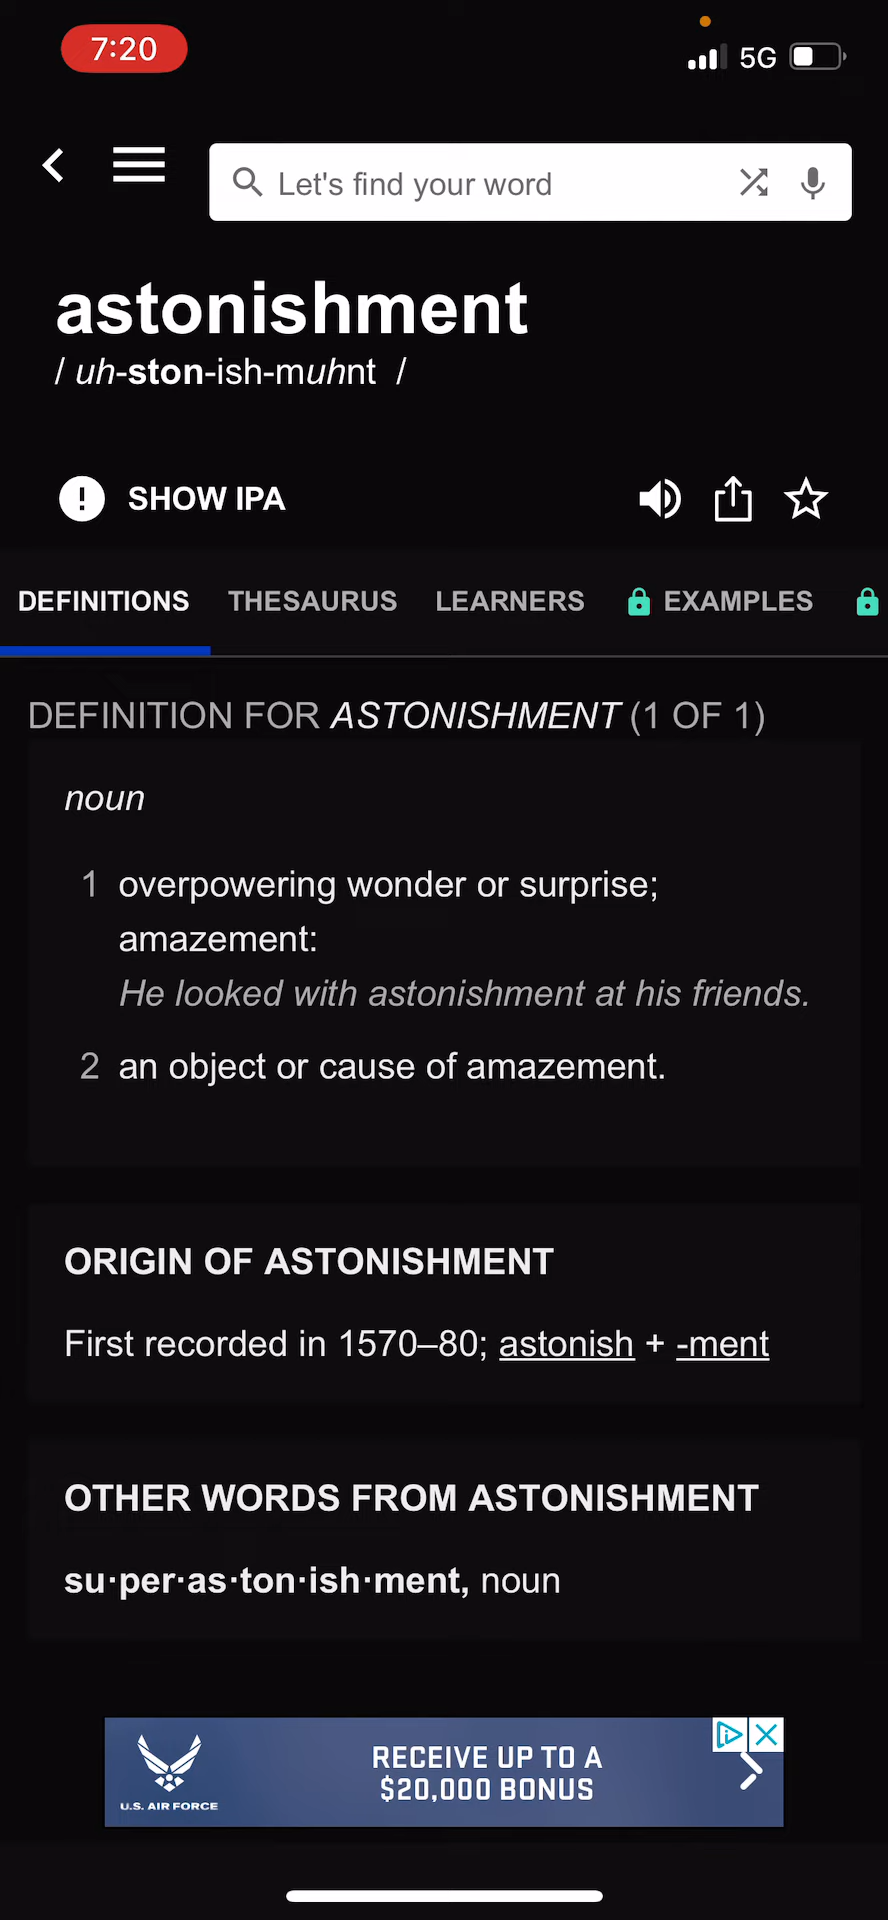 7:20
5G
Let's find your word
astonishment
/ uh-ston-ish-muhnt /
! SHOW IPA
DEFINITIONS THESAURUS LEARNERS EXAMPLES
DEFINITION FOR ASTONISHMENT (1 OF 1)
noun
1 overpowering wonder or surprise;
amazement:
He looked with astonishment at his friends.
2 an object or cause of amazement.
ORIGIN OF ASTONISHMENT
First recorded in 1570–80; astonish + -ment
OTHER WORDS FROM ASTONISHMENT
su·per·as·ton·ish·ment, noun
RECEIVE UP TO A
$20,000 BONUS
U.S. AIR FORCE